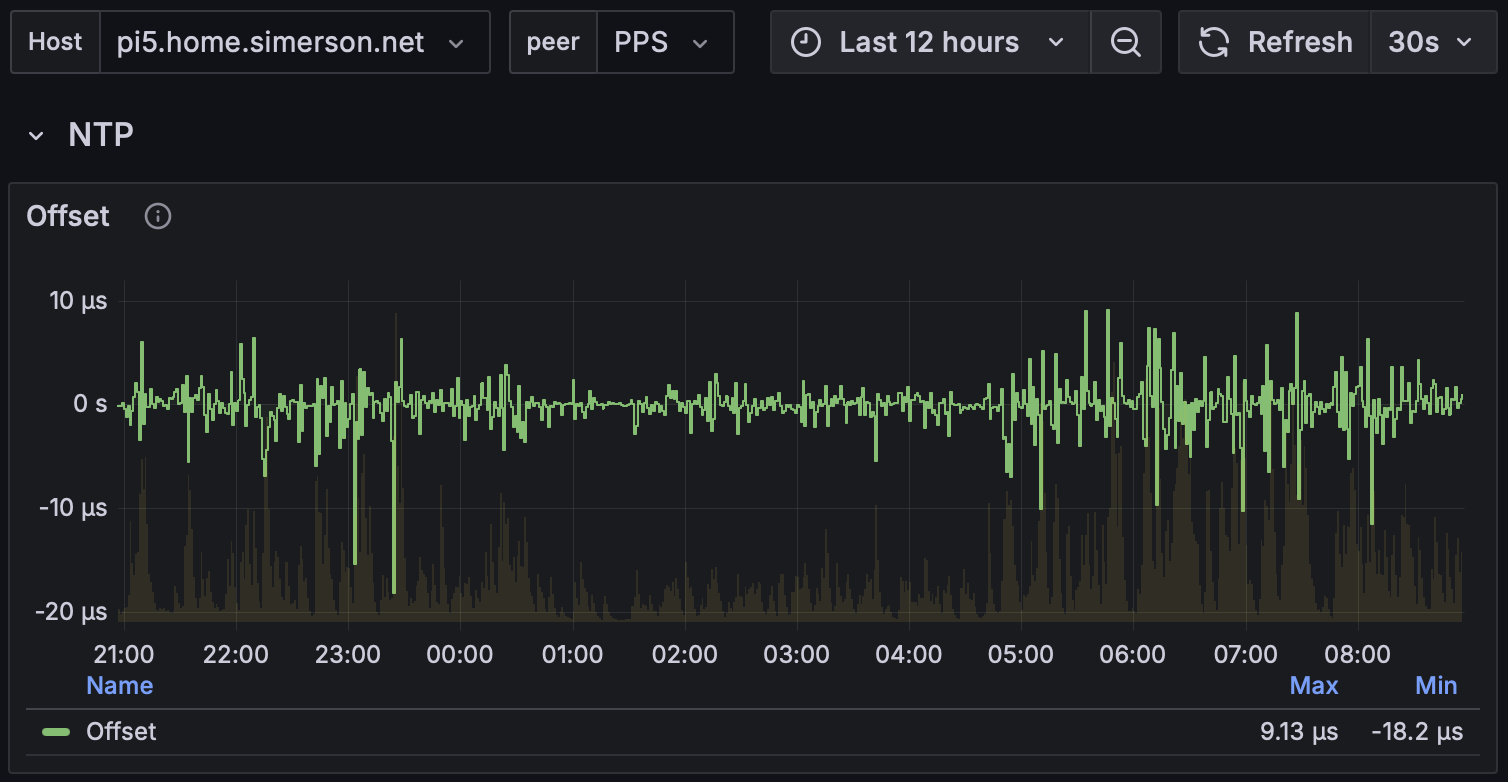 Host pi5.home.simerson.net peer PPS Last 12 hours Refresh 30s
NTP
Offset
10 µs
0 s
-10 µs
-20 µs
21:00 22:00 23:00 00:00 01:00 02:00 03:00 04:00 05:00 06:00 07:00 08:00
Name Max Min
Offset 9.13 µs -18.2 µs